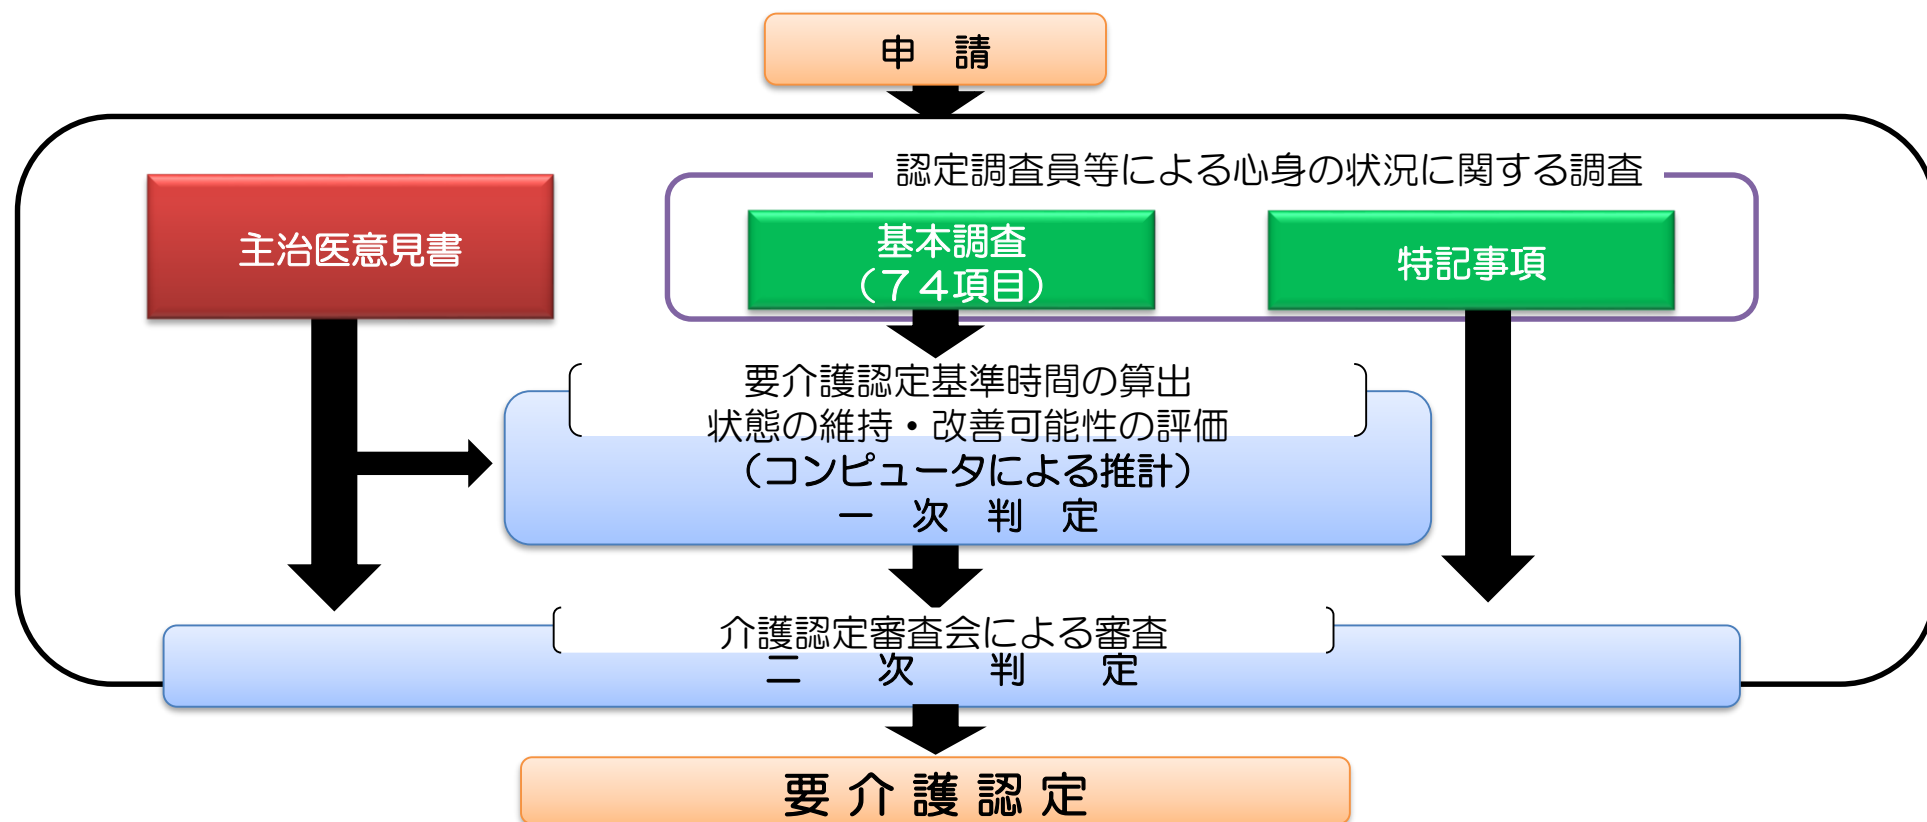 申　請
認定調査員等による心身の状況に関する調査
主治医意見書
基本調査
（７４項目）
特記事項
要介護認定基準時間の算出
状態の維持・改善可能性の評価
（コンピュータによる推計）
一　次　判　定
介護認定審査会による審査
二　　次　　判　　定
要 介 護 認 定